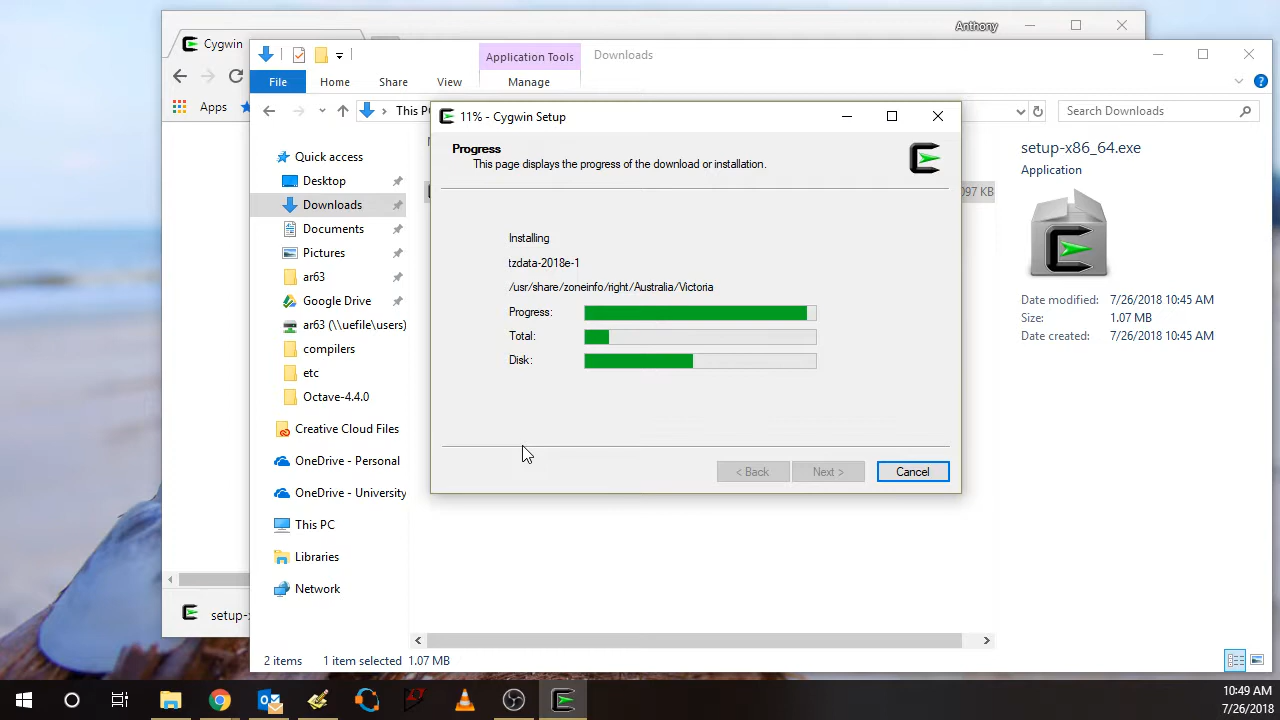 Anthony
Cygwin
Application Tools
Downloads
File
Home
Share
View
Manage
Apps
This P
Search Downloads
11% - Cygwin Setup
Progress
This page displays the progress of the download or installation.
Quick access
Desktop
Downloads
Documents
Pictures
ar63
Google Drive
ar63 (\\uefile\users)
compilers
etc
Octave-4.4.0
Creative Cloud Files
OneDrive - Personal
OneDrive - University
This PC
Libraries
Network
097 KB
Installing
tzdata-2018e-1
/usr/share/zoneinfo/right/Australia/Victoria
Progress:
Total:
Disk:
< Back
Next >
Cancel
setup-x86_64.exe
Application
Date modified: 7/26/2018 10:45 AM
Size: 1.07 MB
Date created: 7/26/2018 10:45 AM
setup-x
2 items 1 item selected 1.07 MB
10:49 AM
7/26/2018